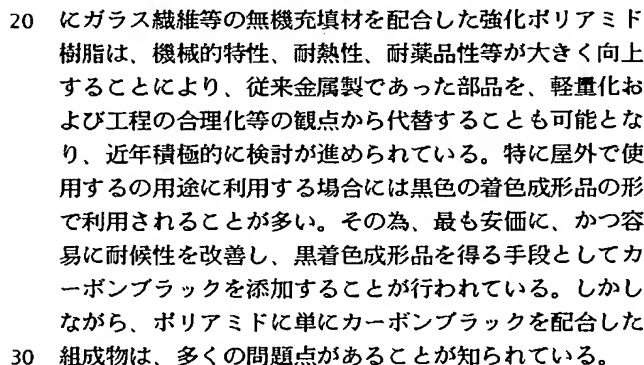 20 にガラス繊維等の無機充填材を配合した強化ポリアミド
樹脂は、機械的特性、耐熱性、耐薬品性等が大きく向上
することにより、従来金属製であった部品を、軽量化お
よび工程の合理化等の観点から代替することも可能とな
り、近年積極的に検討が進められている。特に屋外で使
用するの用途に利用する場合には黒色の着色成形品の形
で利用されることが多い。その為、最も安価に、かつ容
易に耐候性を改善し、黒着色成形品を得る手段としてカ
ーボンブラックを添加することが行われている。しかし
ながら、ポリアミドに単にカーボンブラックを配合した
30 組成物は、多くの問題点があることが知られている。